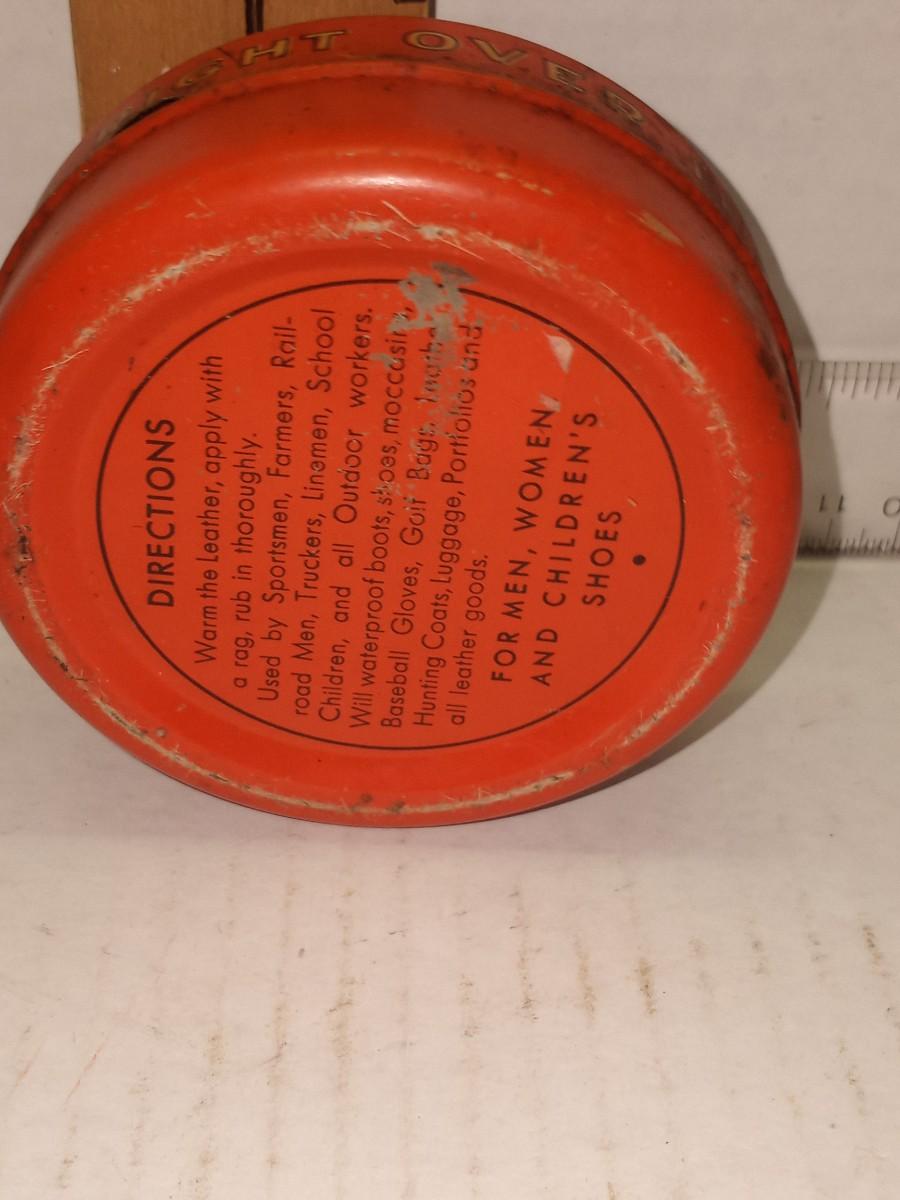 OVER
DIRECTIONS
Warm the Leather, apply with
a rag, rub in thoroughly.
Used by Sportsmen, Farmers, Rail-
road Men, Truckers, Linemen, School
Children, and all Outdoor workers.
Will waterproof boots, shoes, moccasins,
Baseball Gloves, Golf Bags, Leather
Hunting Coats, Luggage, Portfolios and
all leather goods.
FOR MEN, WOMEN
AND CHILDREN'S
SHOES
11